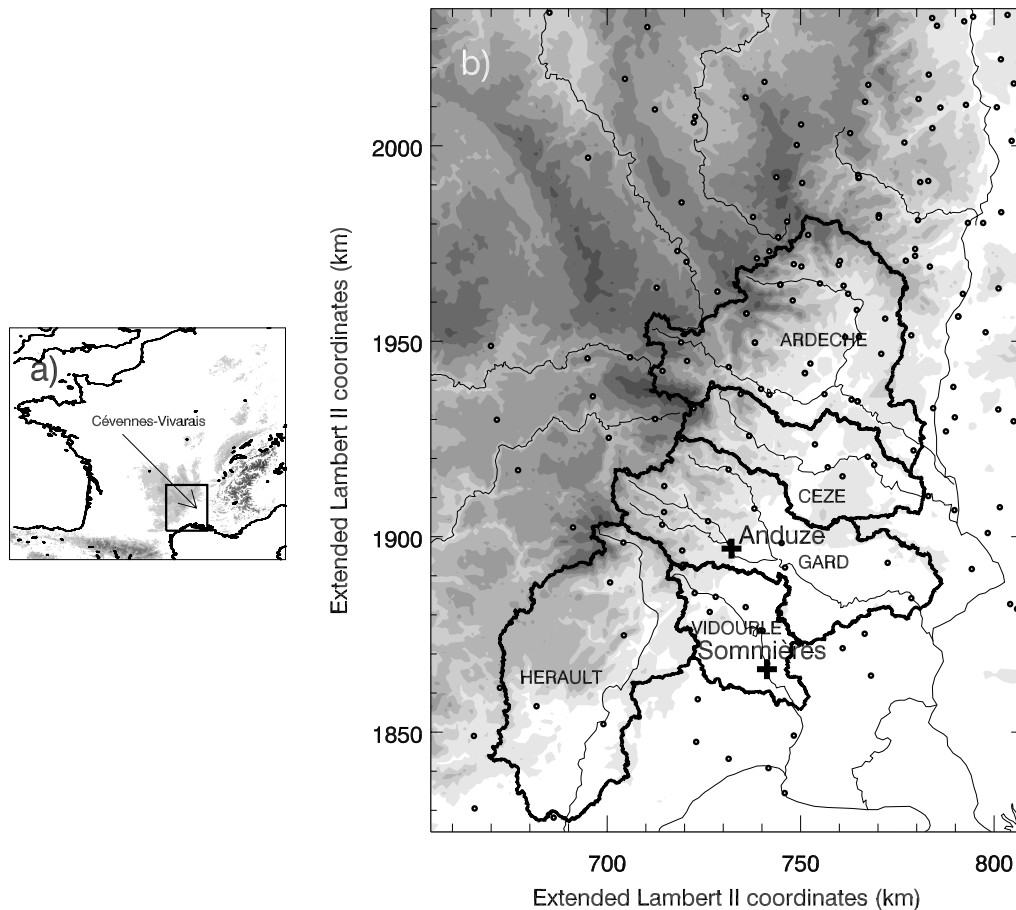 a)
Cévennes-Vivarais
b)
Extended Lambert II coordinates (km)
2000
1950
1900
1850
ARDECHE
CEZE
Anduze
GARD
VIDOURLE
Sommières
HERAULT
700
750
800
Extended Lambert II coordinates (km)